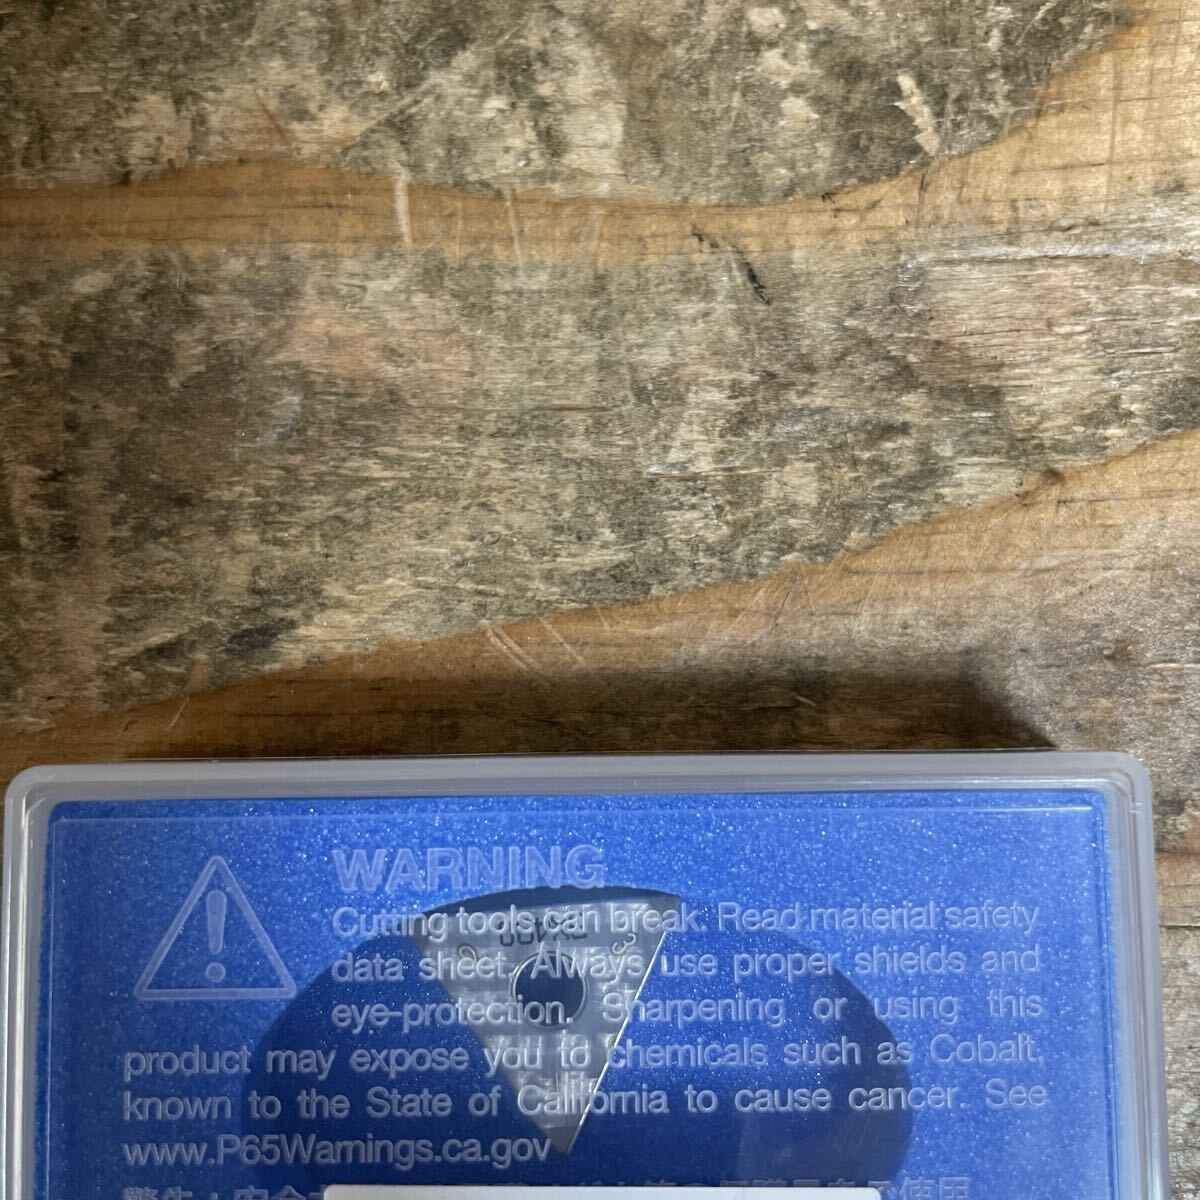 WARNING
Cutting tools can break. Read material safety
data sheet. Always use proper shields and
eye-protection. Sharpening or using this
product may expose you to chemicals such as Cobalt,
known to the State of California to cause cancer. See
www.P65Warnings.ca.gov